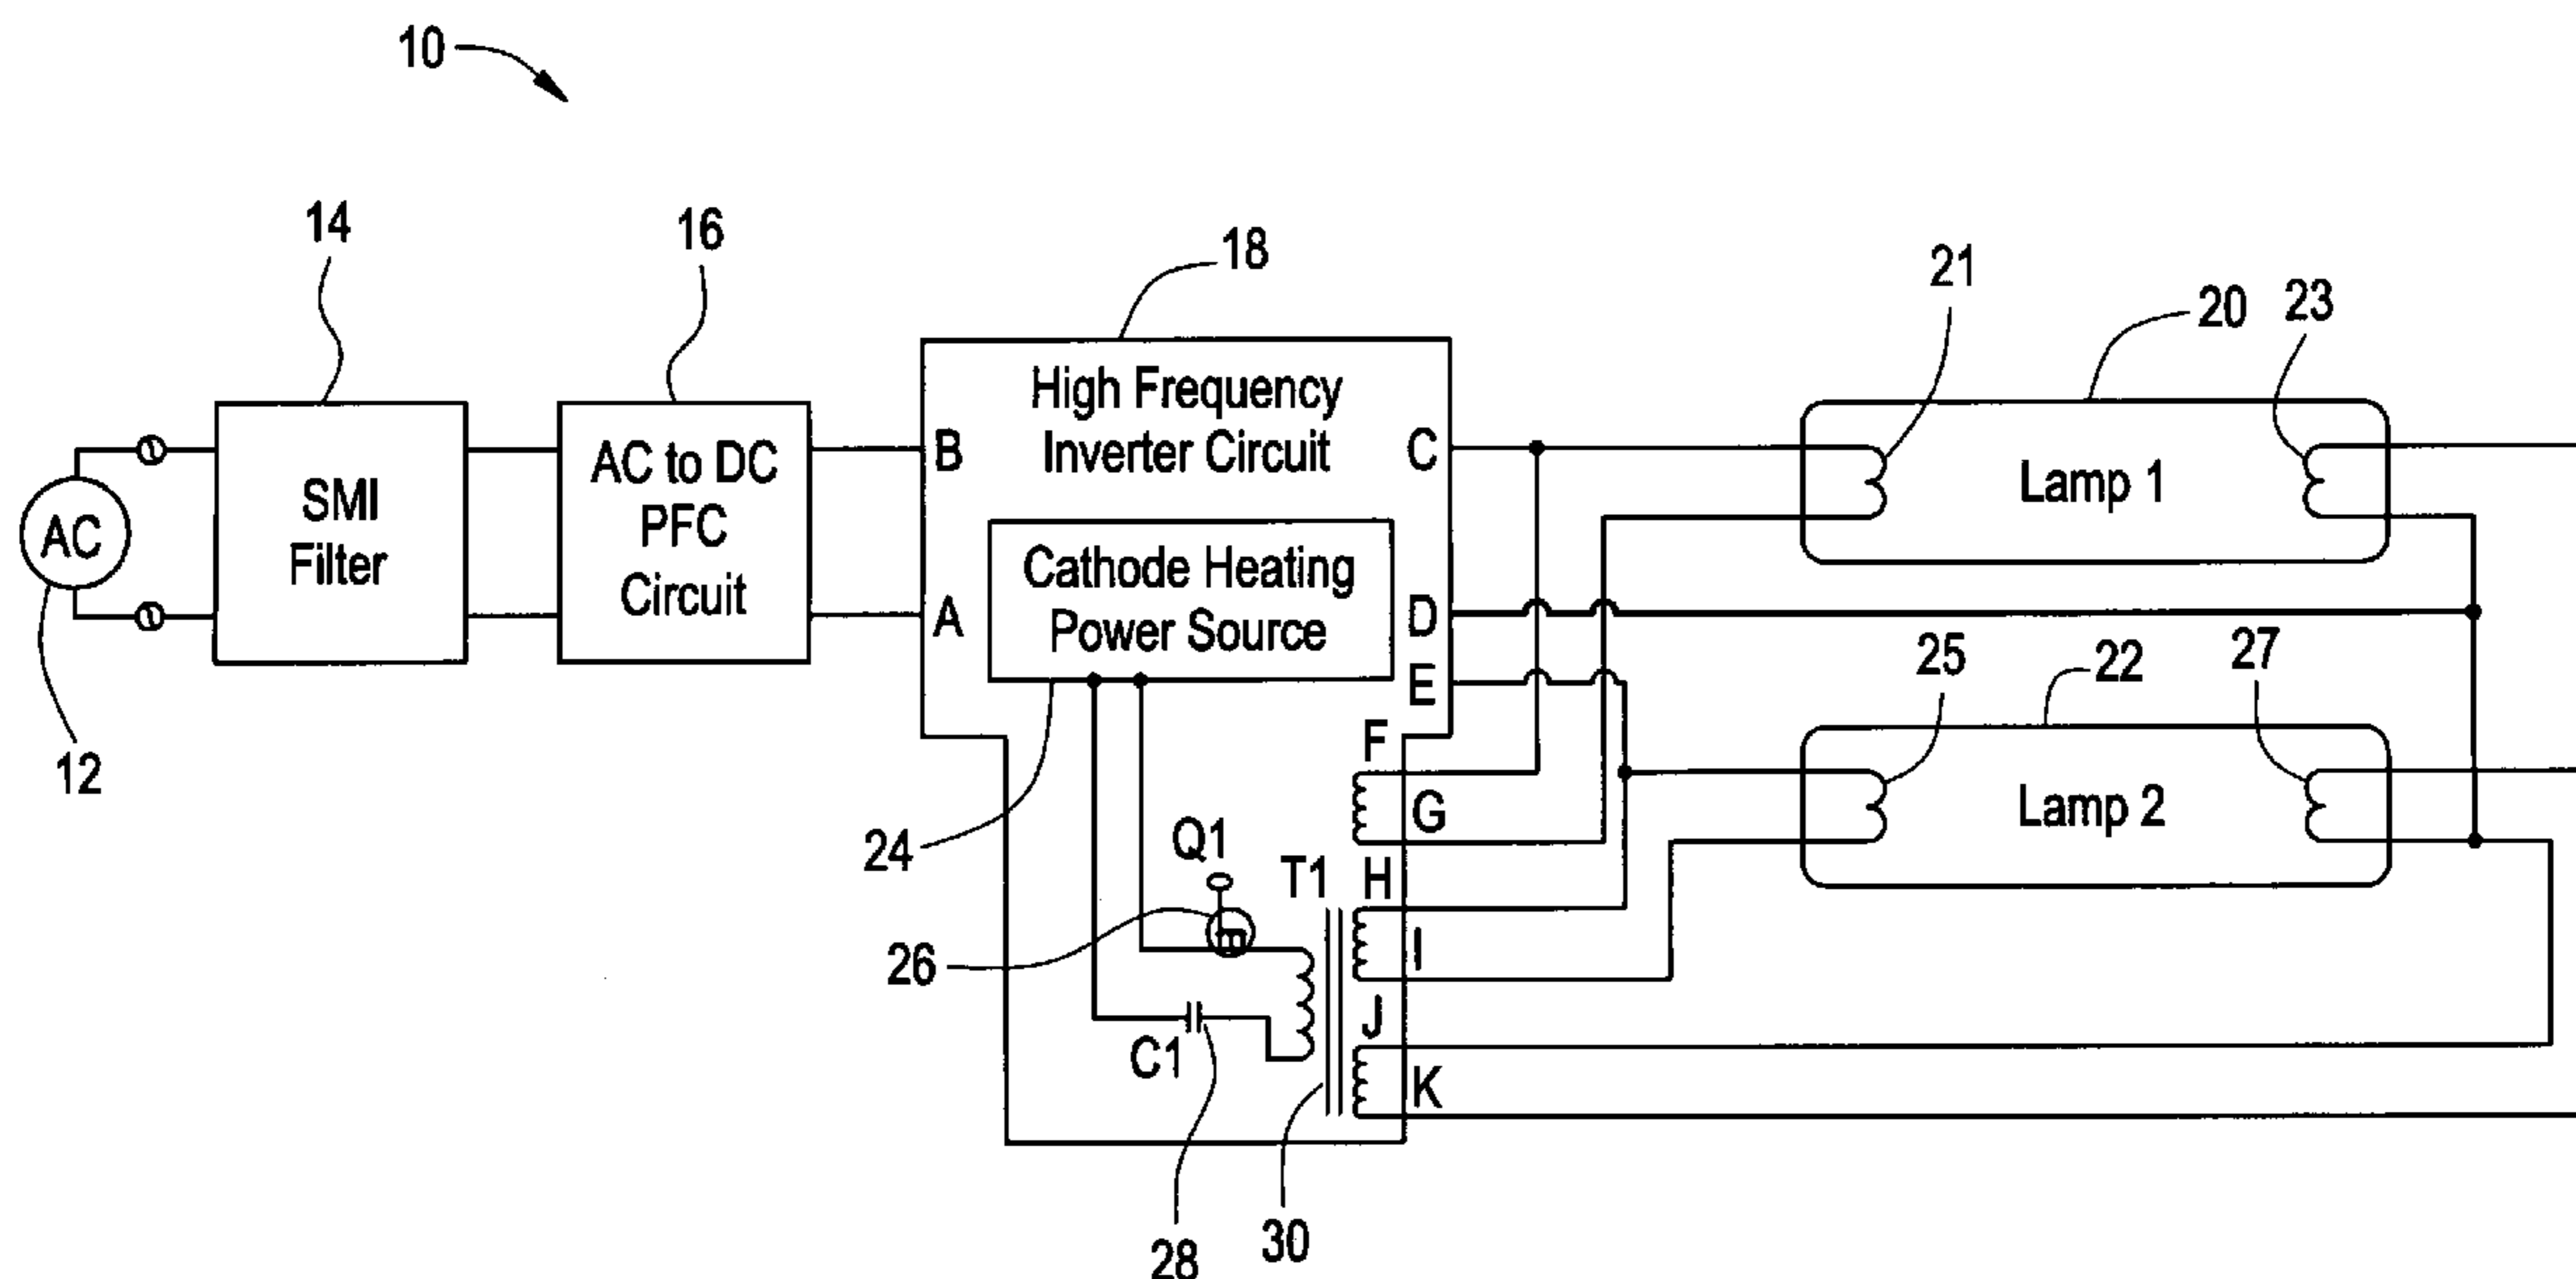 10
14
16
18
21
20
23
High Frequency
Inverter Circuit
B
C
AC to DC
PFC
Circuit
SMI
Filter
AC
Lamp 1
Cathode Heating
Power Source
A
D
E
12
25
22
27
F
G
Lamp 2
24
Q1
T1
H
26
I
J
C1
K
28
30